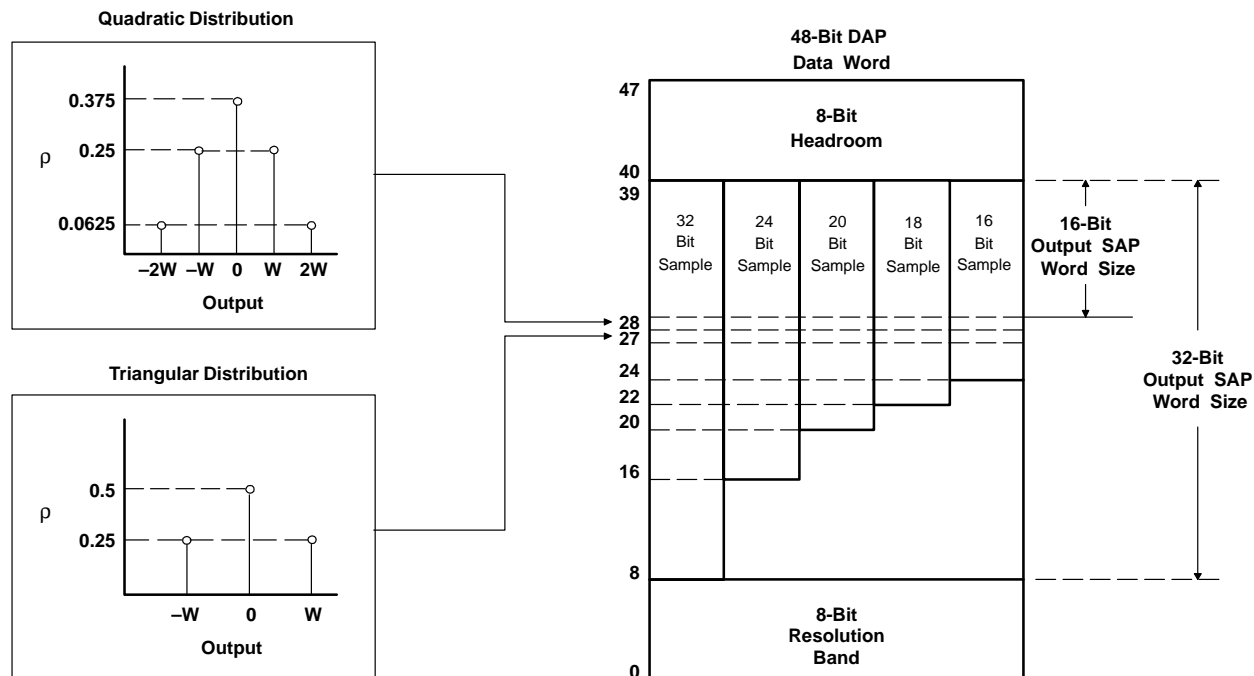 Quadratic Distribution
0.375
ρ
0.25
0.0625
–2W –W 0 W 2W
Output
Triangular Distribution
0.5
ρ
0.25
–W 0 W
Output
48-Bit DAP
Data Word
47
8-Bit
Headroom
40
39
32
Bit
Sample
24
Bit
Sample
20
Bit
Sample
18
Bit
Sample
16
Bit
Sample
28
27
24
22
20
16
8
8-Bit
Resolution
Band
0
16-Bit
Output SAP
Word Size
32-Bit
Output SAP
Word Size